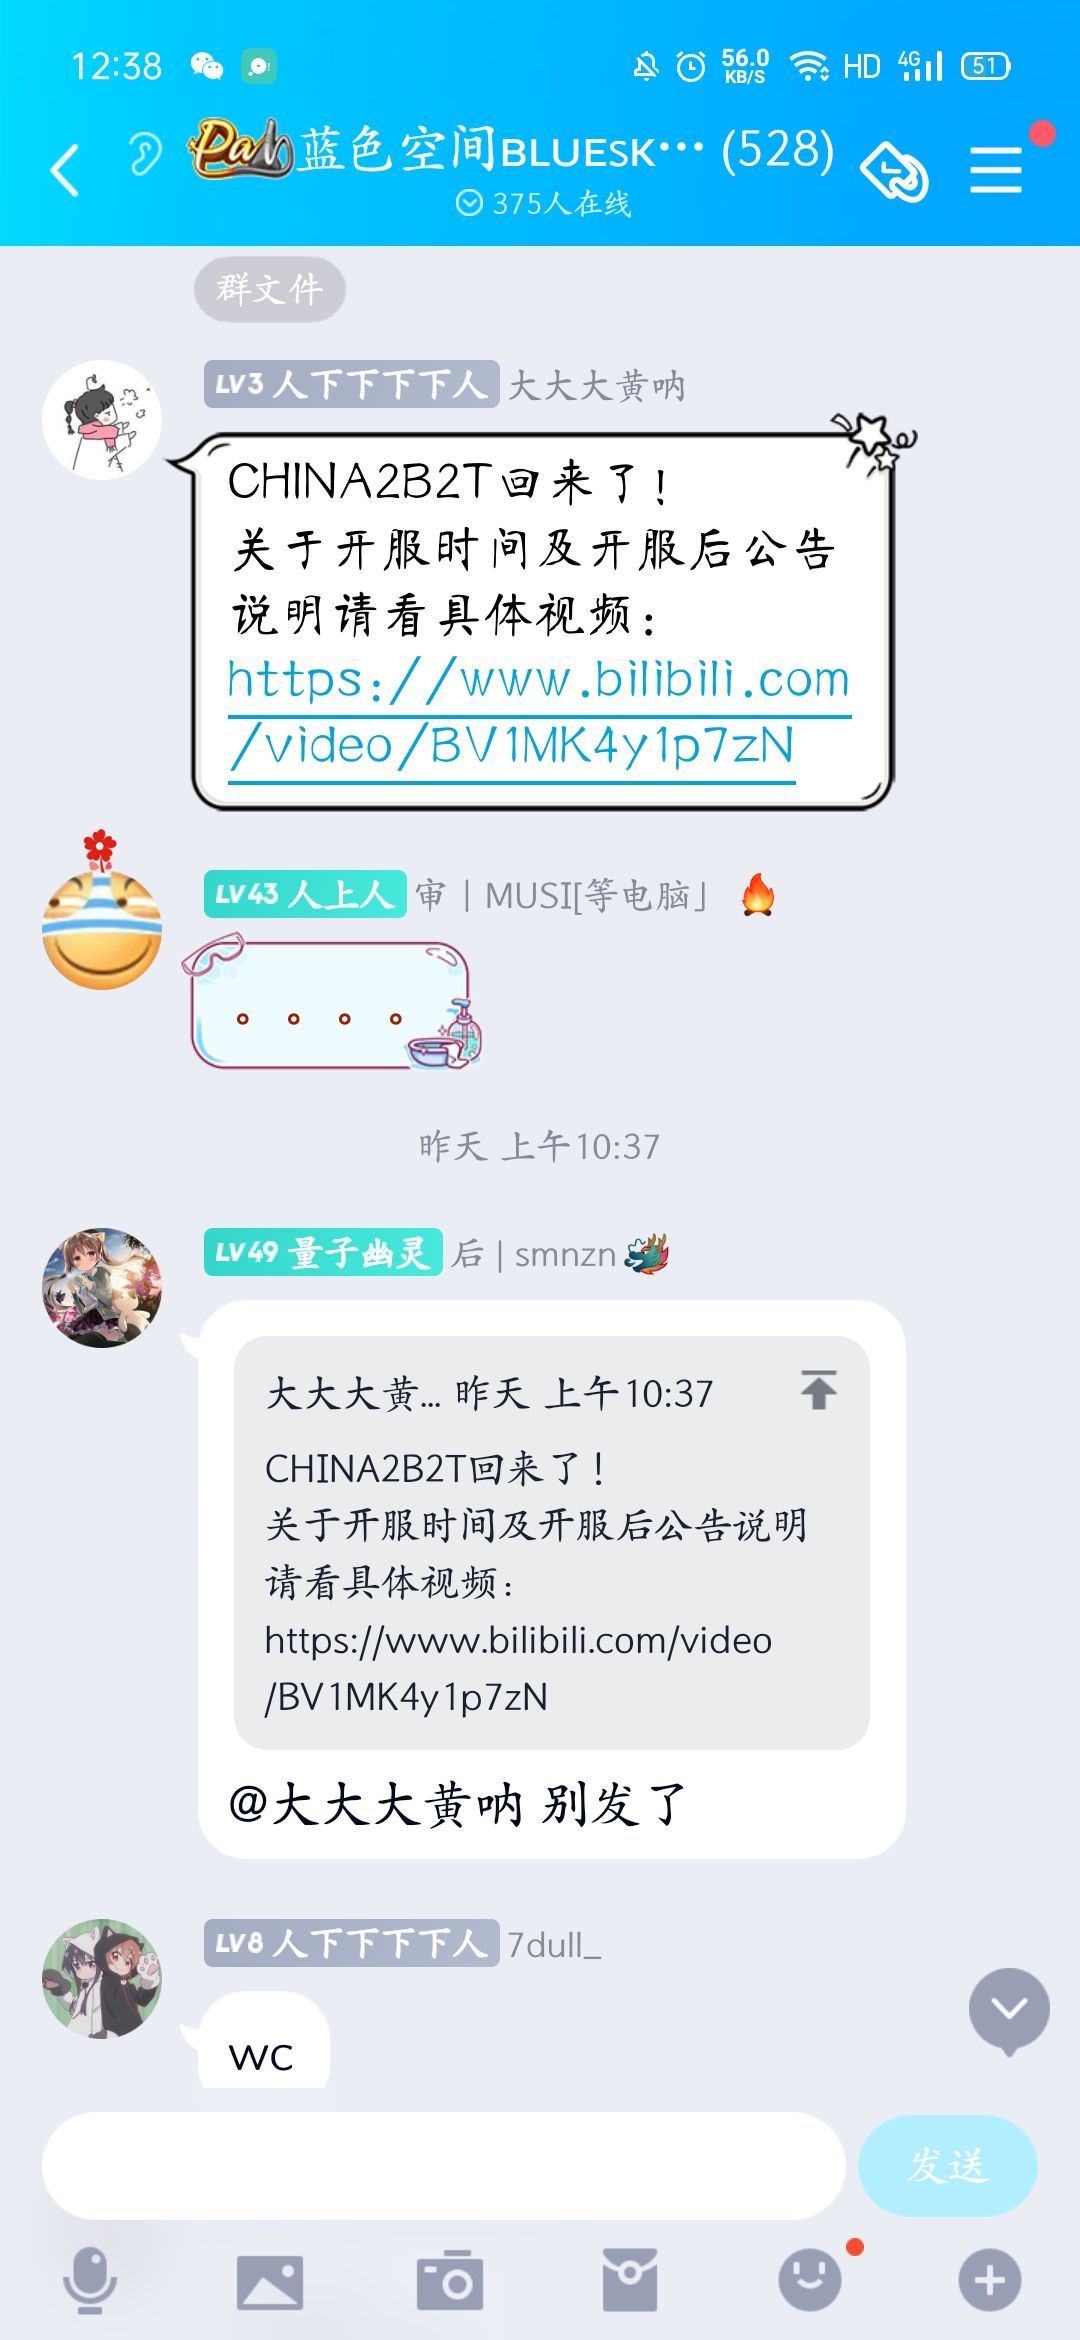 12:38
56.0
KB/S
HD
4G
51
蓝色空间BLUESK… (528)
375人在线
群文件
LV3 人下下下下人 大大大黄呐
CHINA2B2T回来了!
关于开服时间及开服后公告
说明请看具体视频:
https://www.bilibili.com
/video/BV1MK4y1p7zN
LV43 人上人 审 | MUSI[等电脑」
。。。。
昨天 上午10:37
LV49 量子幽灵 后 | smnzn
大大大黄... 昨天 上午10:37
CHINA2B2T回来了!
关于开服时间及开服后公告说明
请看具体视频:
https://www.bilibili.com/video
/BV1MK4y1p7zN
@大大大黄呐 别发了
LV8 人下下下下人 7dull_
wc
发送